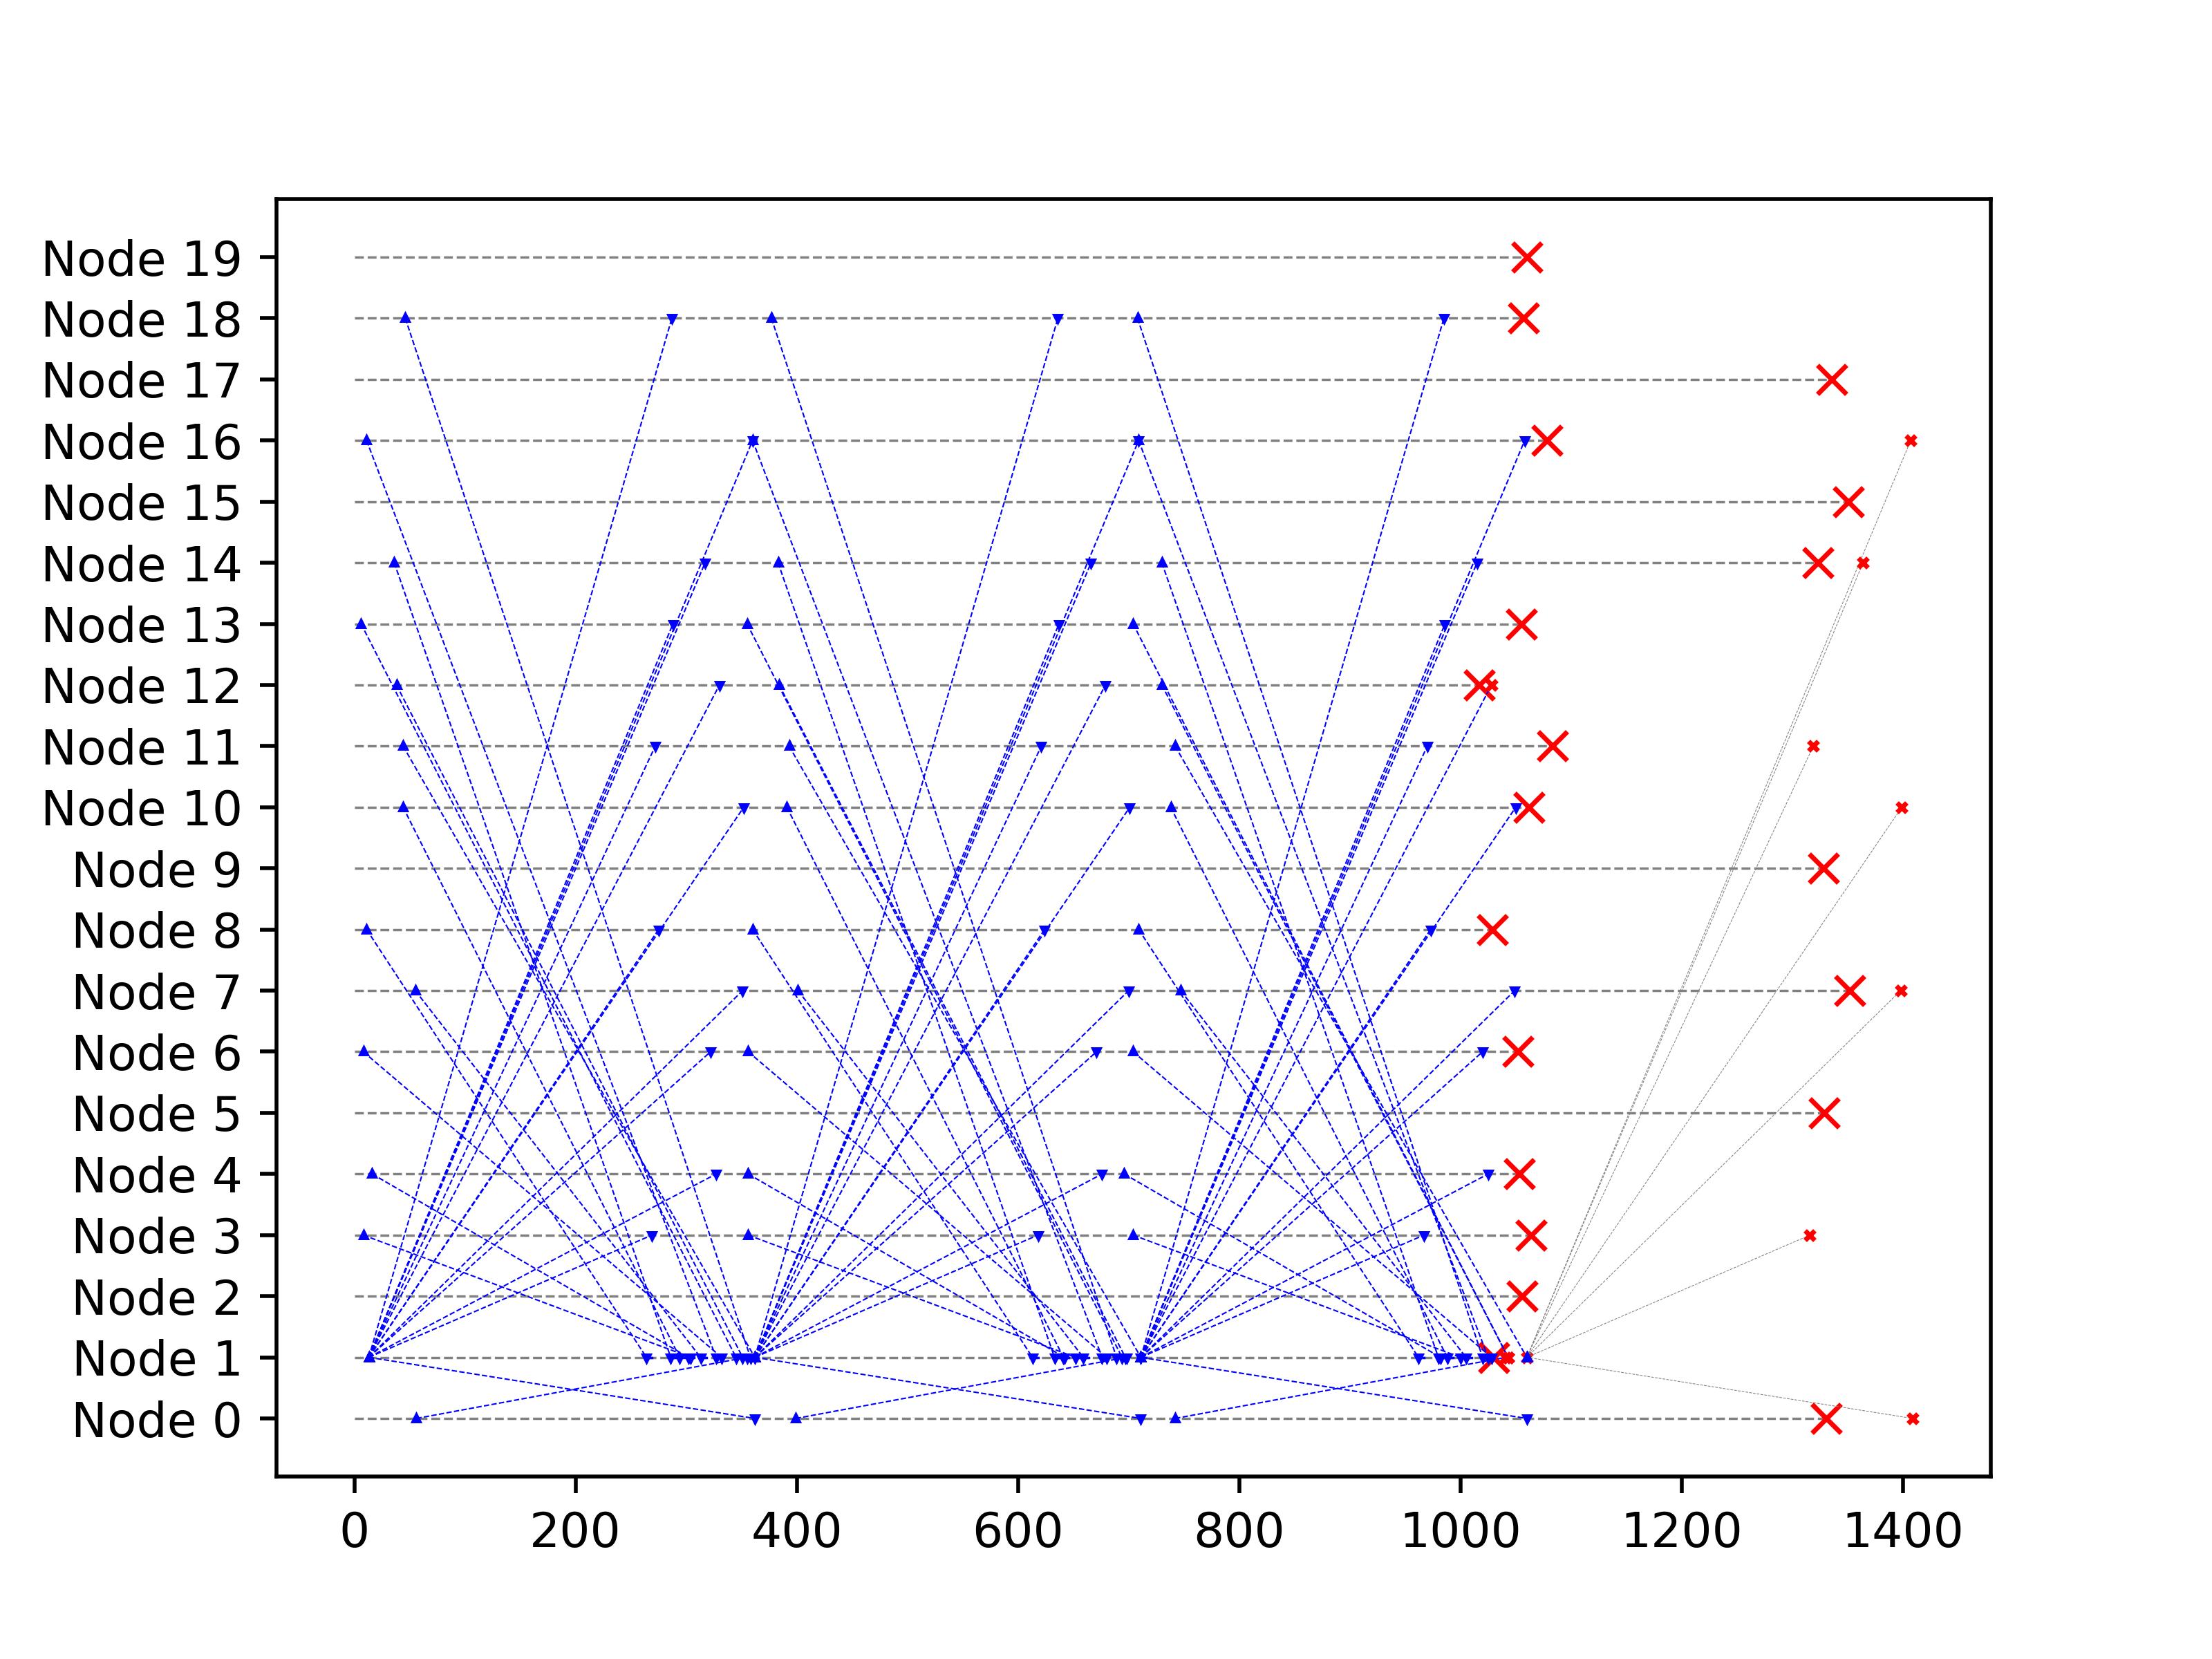 Node 19
Node 18
Node 17
Node 16
Node 15
Node 14
Node 13
Node 12
Node 11
Node 10
Node 9
Node 8
Node 7
Node 6
Node 5
Node 4
Node 3
Node 2
Node 1
Node 0
0 200 400 600 800 1000 1200 1400